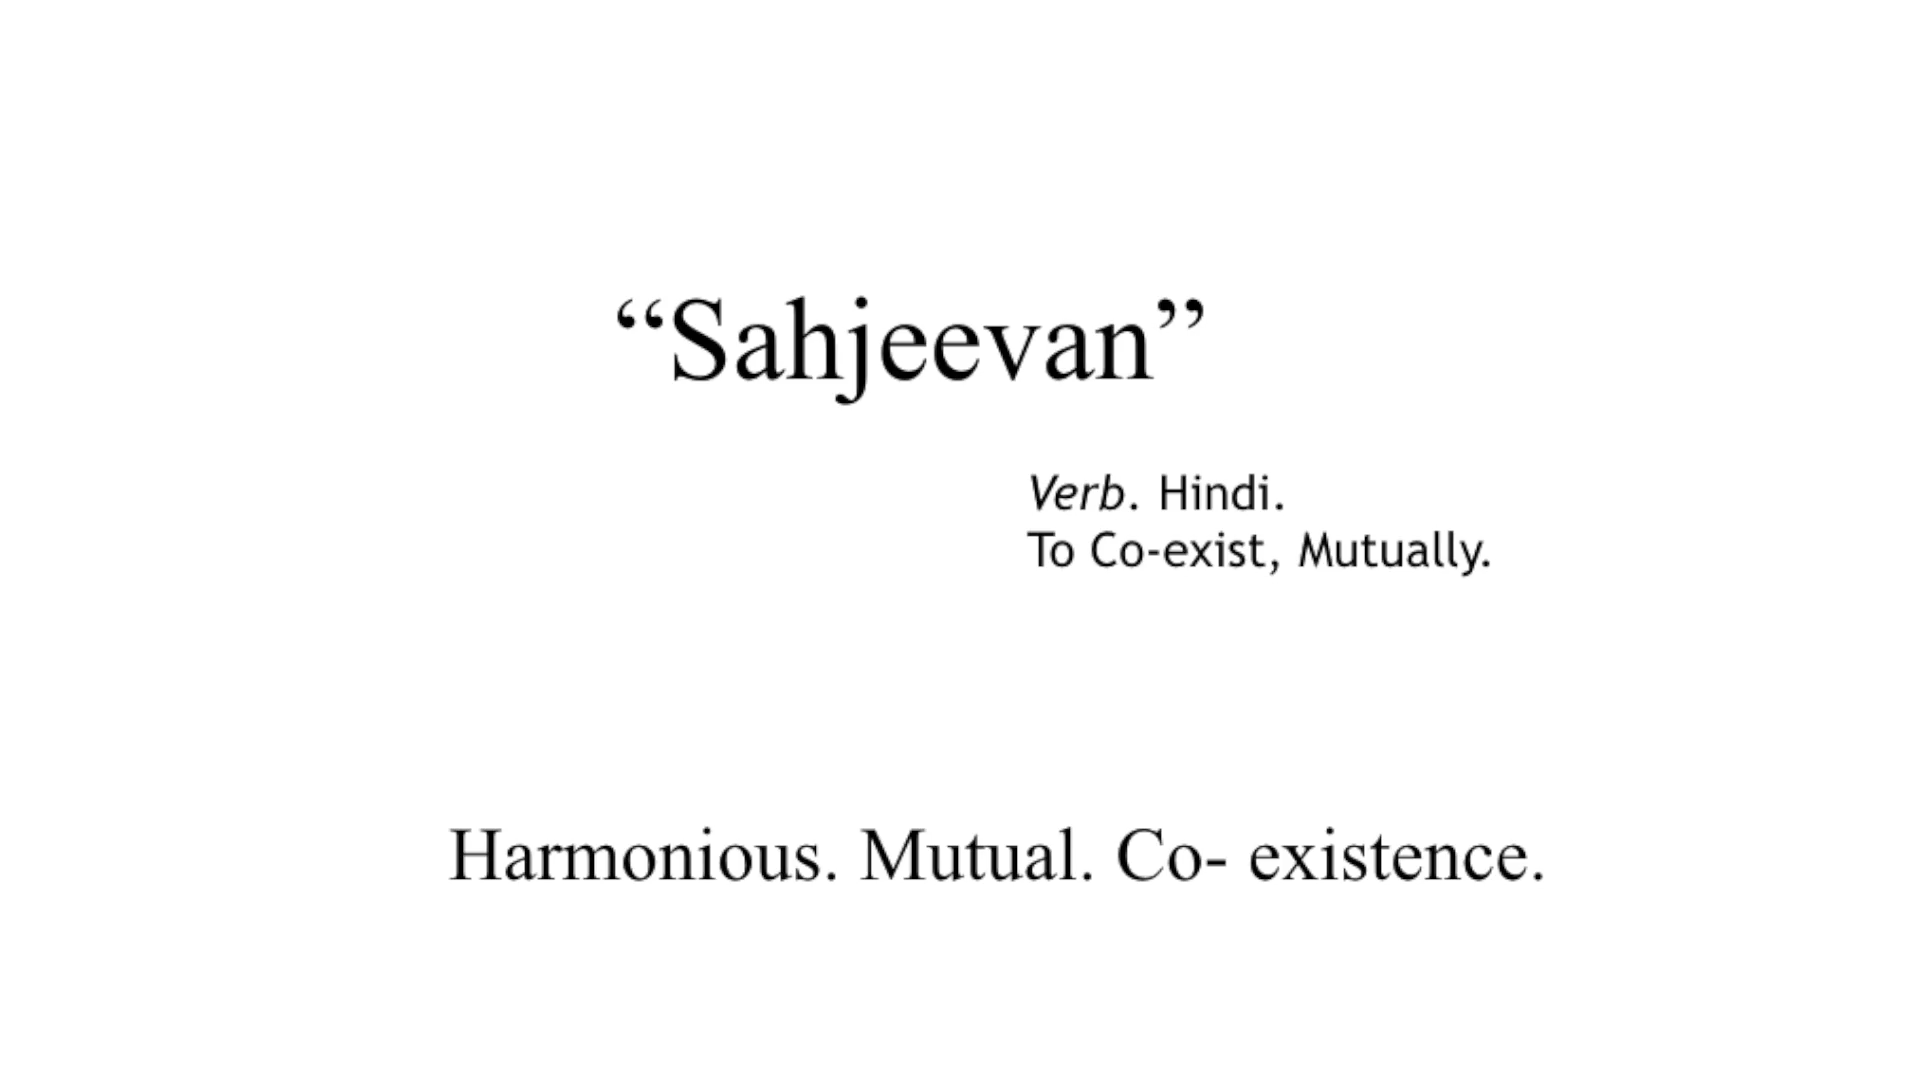 “Sahjeevan”
Verb. Hindi.
To Co-exist, Mutually.
Harmonious. Mutual. Co- existence.